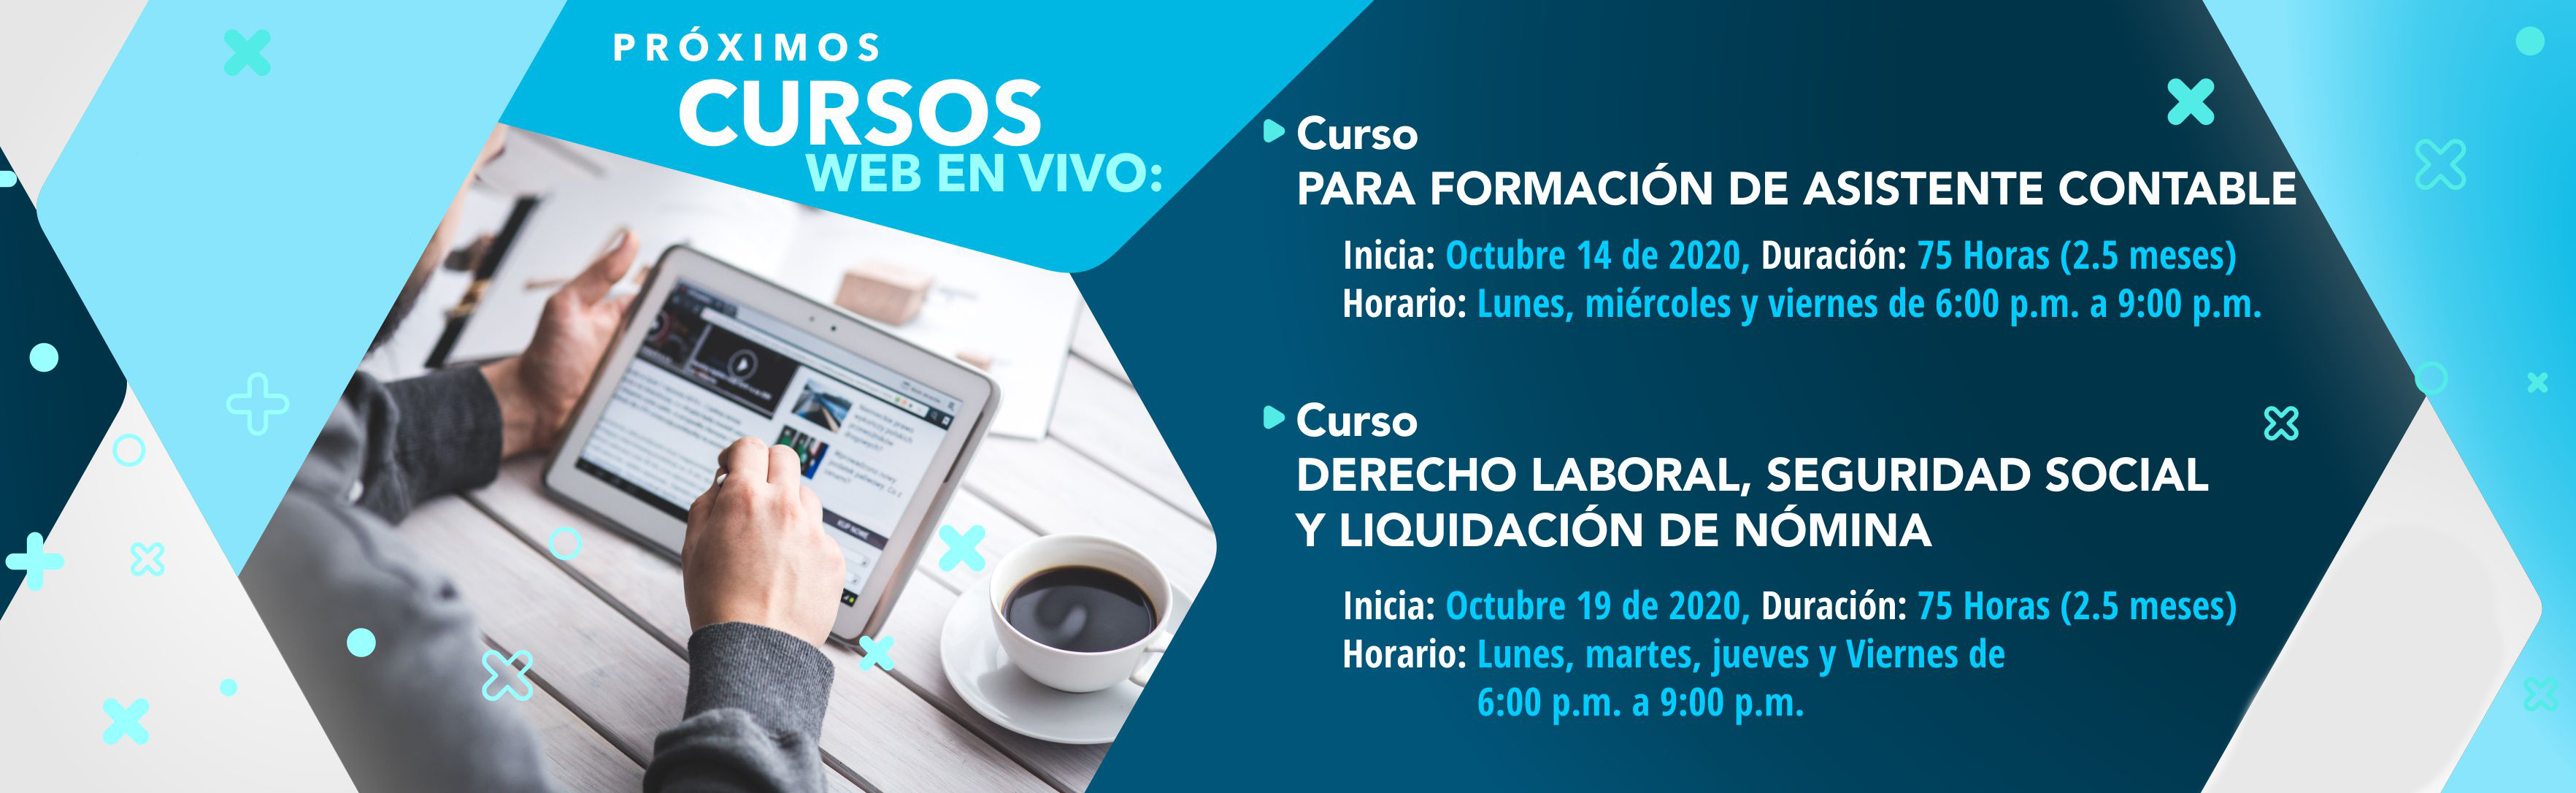 PRÓXIMOS
CURSOS
WEB EN VIVO:
Curso
PARA FORMACIÓN DE ASISTENTE CONTABLE
Inicia: Octubre 14 de 2020, Duración: 75 Horas (2.5 meses)
Horario: Lunes, miércoles y viernes de 6:00 p.m. a 9:00 p.m.
Curso
DERECHO LABORAL, SEGURIDAD SOCIAL
Y LIQUIDACIÓN DE NÓMINA
Inicia: Octubre 19 de 2020, Duración: 75 Horas (2.5 meses)
Horario: Lunes, martes, jueves y Viernes de
6:00 p.m. a 9:00 p.m.